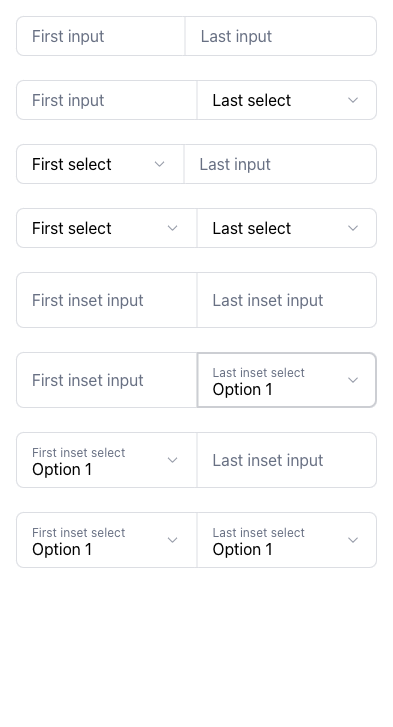 First input Last input
First input Last select
First select Last input
First select Last select
First inset input Last inset input
First inset input Last inset select
Option 1
First inset select
Option 1 Last inset input
First inset select Last inset select
Option 1 Option 1